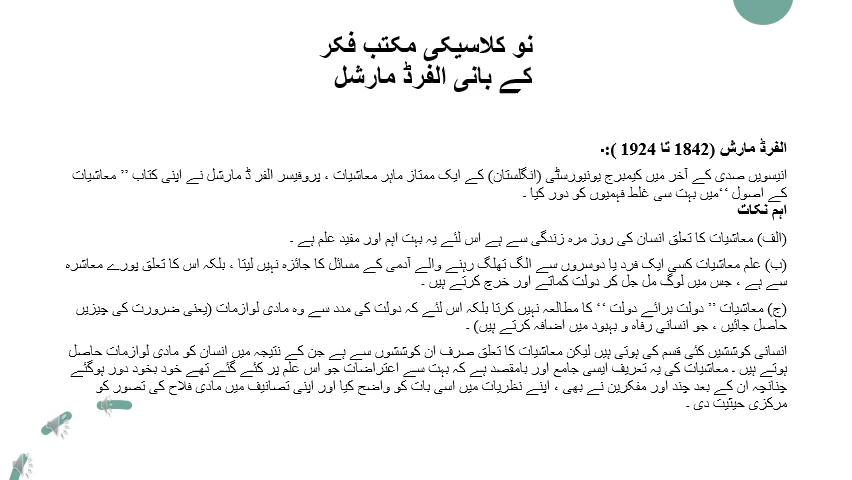 نو کلاسیکی مکتب فکر
کے بانی الفرڈ مارشل
الفرڈ مارش (1842 تا 1924 ):.
انیسویں صدی کے آخر میں کیمبرج یونیورسٹی (انگلستان) کے ایک ممتاز ماہر معاشیات ، پروفیسر الفر ڈ مارشل نے اپنی کتاب ’’ معاشیات
کے اصول ‘‘میں بہت سی غلط فہمیوں کو دور کیا ۔
اہم نکات
(الف) معاشیات کا تعلق انسان کی روز مرہ زندگی سے ہے اس لئے یہ بہت اہم اور مفید علم ہے ۔
(ب) علم معاشیات کسی ایک فرد یا دوسروں سے الگ تھلگ رہنے والے آدمی کے مسائل کا جائزہ نہیں لیتا ، بلکہ اس کا تعلق پورے معاشرہ
سے ہے ، جس میں لوگ مل جل کر دولت کماتے اور خرچ کرتے ہیں ۔
(ج) معاشیات ’’ دولت برائے دولت ‘‘ کا مطالعہ نہیں کرتا بلکہ اس لئے کہ دولت کی مدد سے وہ مادی لوازمات (یعنی ضرورت کی چیزیں
حاصل جائیں ، جو انسانی رفاہ و بہبود میں اضافہ کرتے ہیں) ۔
انسانی کوششیں کئی قسم کی ہوتی ہیں لیکن معاشیات کا تعلق صرف ان کوششوں سے ہے جن کے نتیجہ میں انسان کو مادی لوازمات حاصل
ہوتے ہیں ۔ معاشیات کی یہ تعریف ایسی جامع اور بامقصد ہے کہ بہت سے اعتراضات جو اس علم پر کئے گئے تھے خود بخود دور ہوگئے
چنانچہ ان کے بعد چند اور مفکرین نے بھی ، اپنے نظریات میں اسی بات کو واضح کیا اور اپنی تصانیف میں مادی فلاح کی تصور کو
مرکزی حیثیت دی ۔